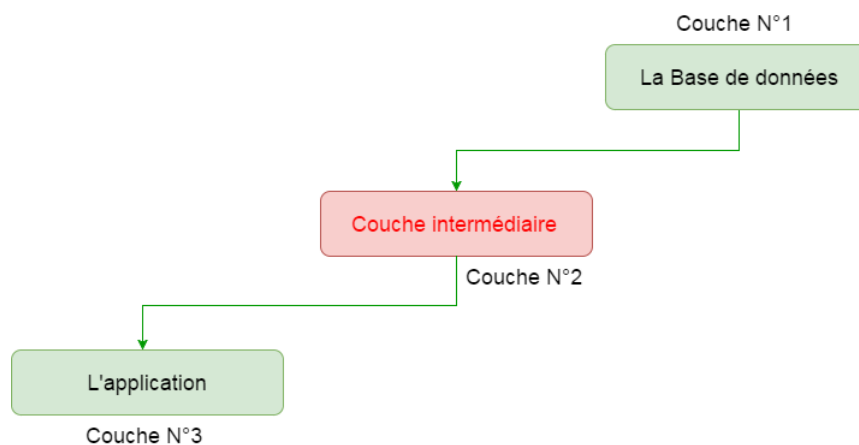 Couche N°1
La Base de données
Couche intermédiaire
Couche N°2
L'application
Couche N°3